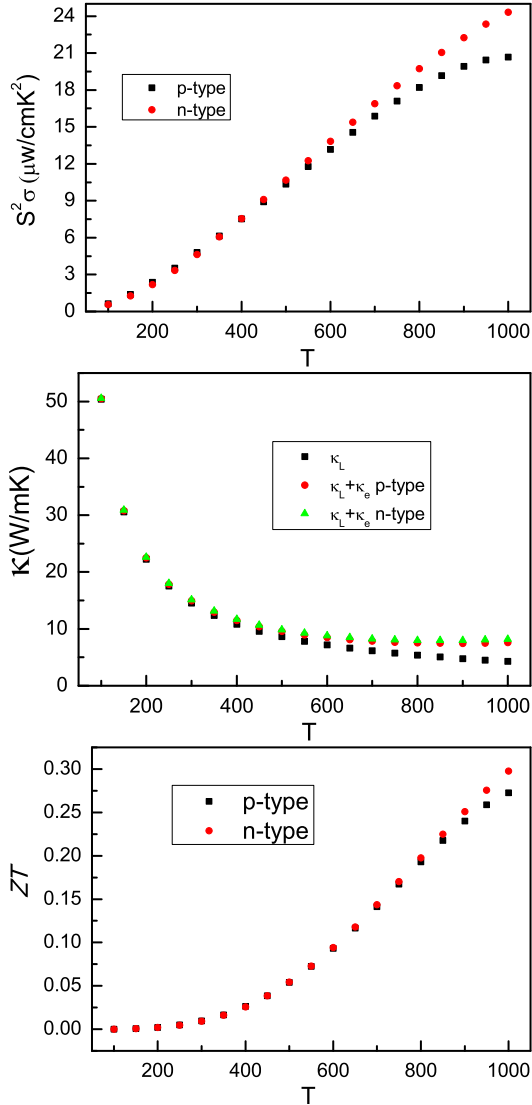 24
21
18
15
12
9
6
3
0
S²σ (μw/cmK²)
p-type
n-type
200 400 600 800 1000
T
50
40
30
20
10
0
κ(W/mK)
κL
κL+κe p-type
κL+κe n-type
200 400 600 800 1000
T
0.30
0.25
0.20
0.15
0.10
0.05
0.00
ZT
p-type
n-type
200 400 600 800 1000
T